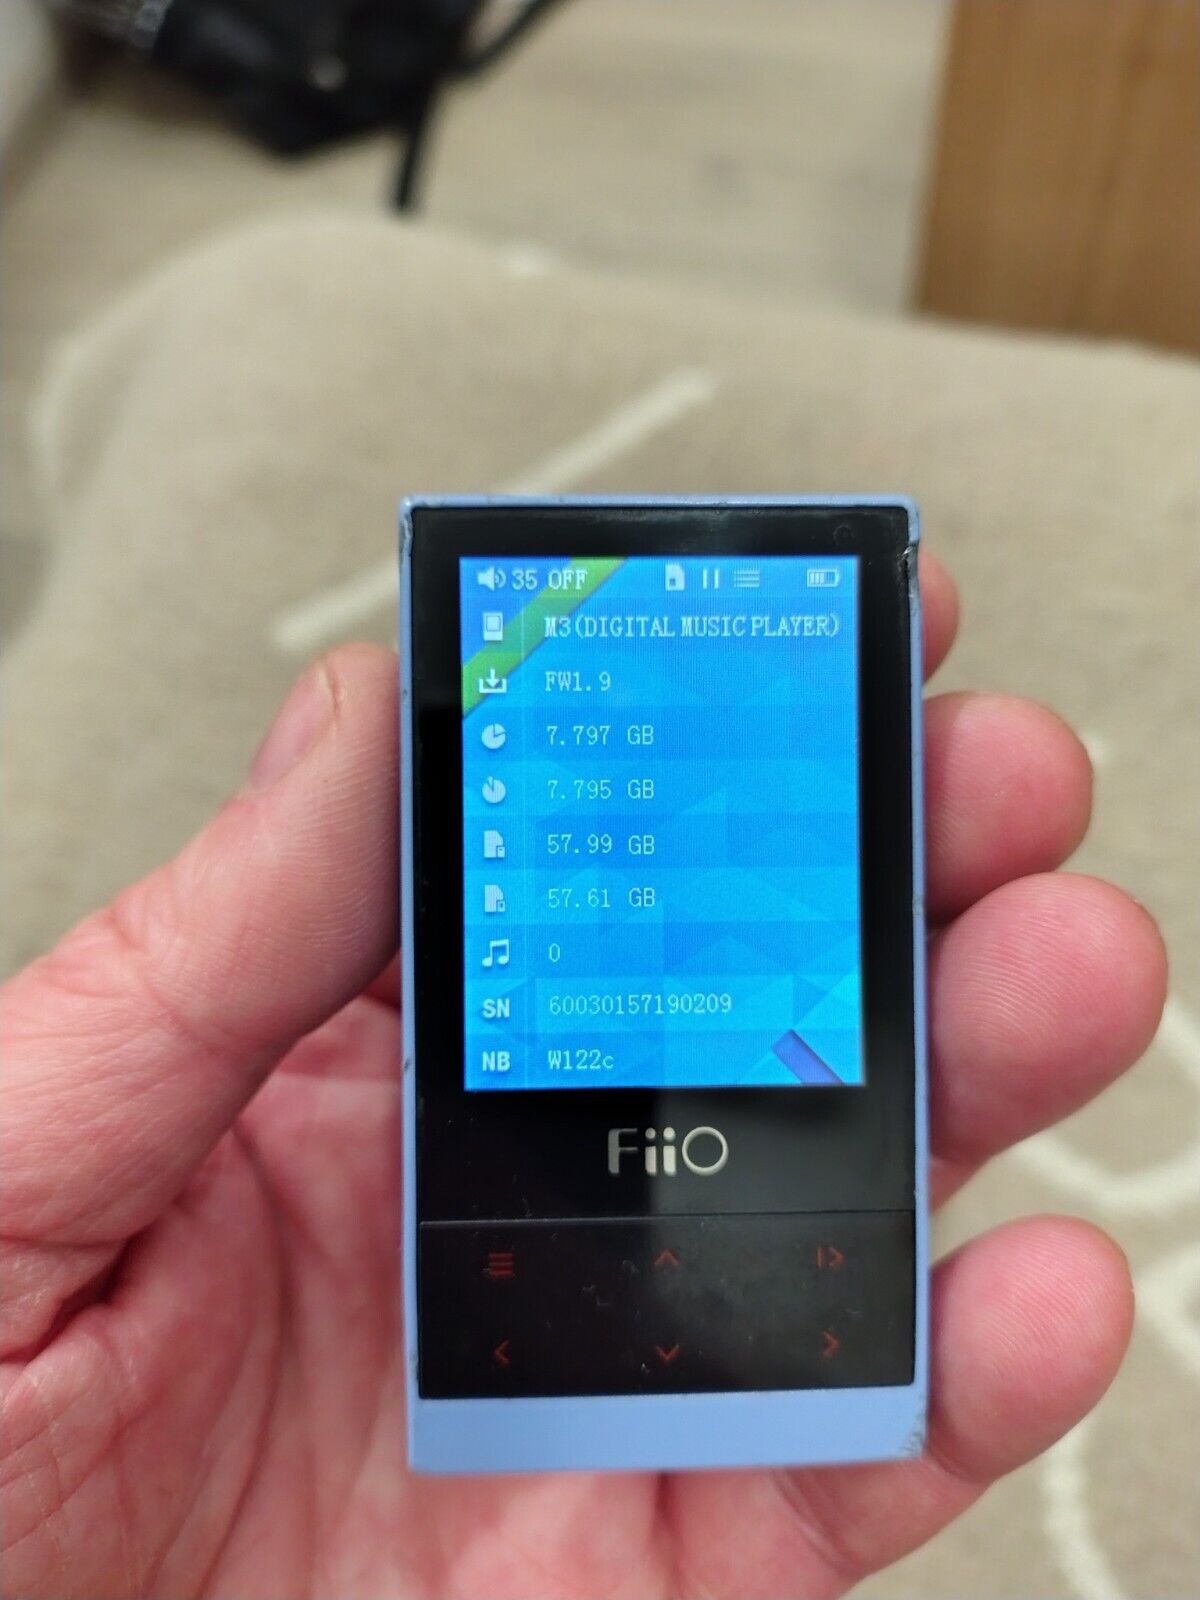 35 OFF
M3(DIGITAL MUSIC PLAYER)
FW1.9
7.797 GB
7.795 GB
57.99 GB
57.61 GB
0
SN 60030157190209
NB W122c
FiiO